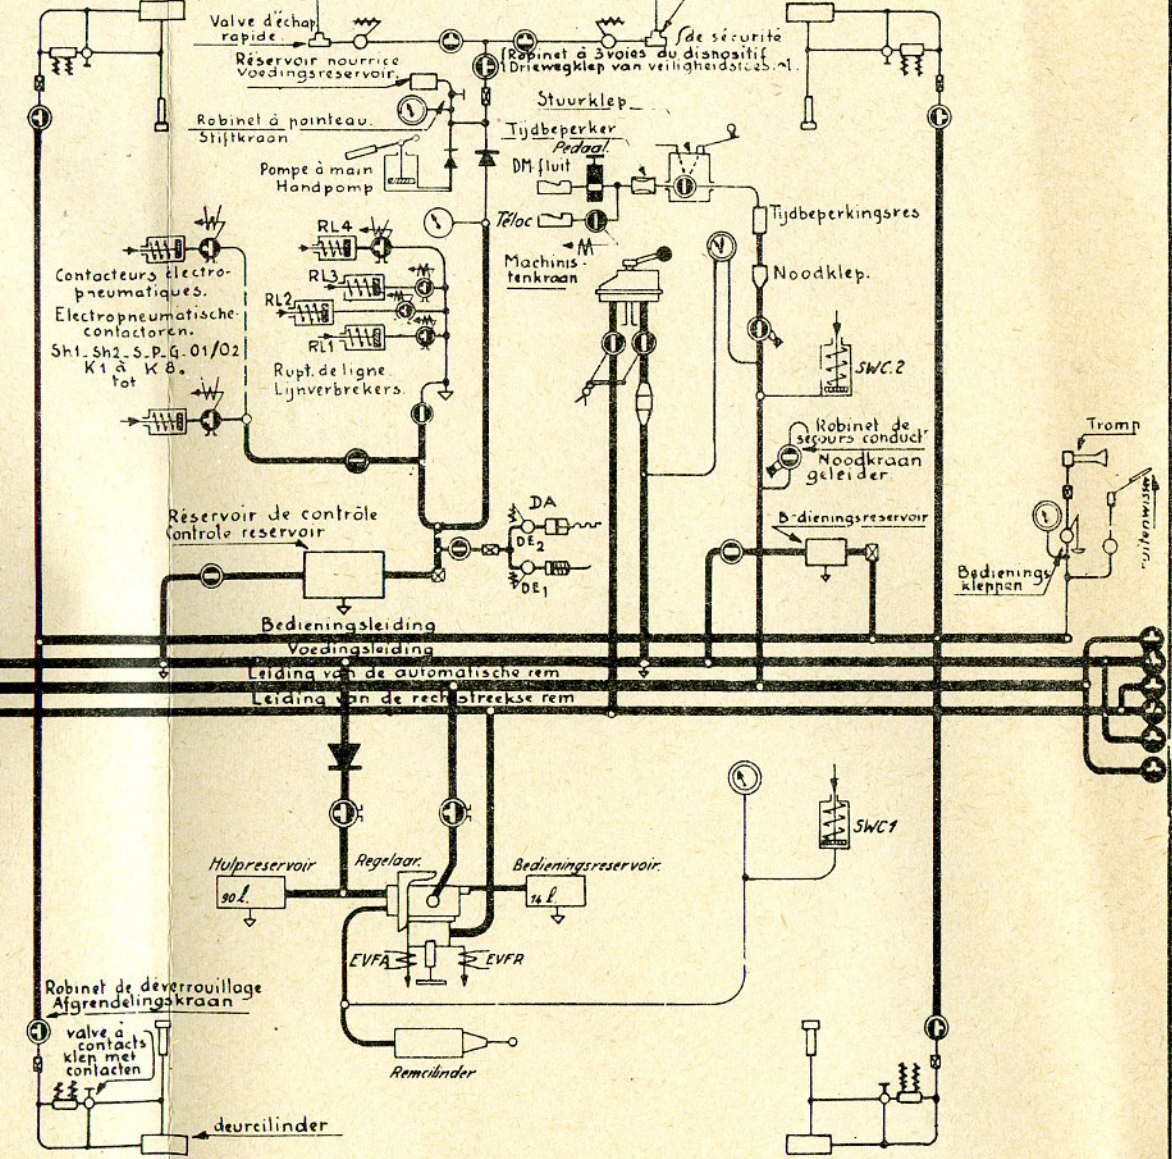 Valve d'échap.
rapide.
Réservoir nourrice
Voedingsreservoir.
de sécurité
Robinet à 3 voies du dispositif
Driewegklep van
Robinet à pointeau.
Stiftkraan
Pompe à main
Handpomp
Stuurklep
Tijdbeperker
Pedaal.
DM fluit
Téloc
Tijdbeperkingsres
Machinis-
tenkraan
Noodklep.
RL4
RL3
RL2
RL1
Contacteurs électro-
pneumatiques.
Electropneumatische
contactoren.
Sh1_Sh2_S_P_G_01/02
K1 à K8.
tot
Rupt. de ligne.
Lijnverbrekers.
SWC.2
Robinet de
secours conduct
Noodkraan
geleider.
Tromp
Réservoir de contrôle
Controle reservoir
DA
DE2
DE1
Bedieningsreservoir
Bedienings
kleppen
Bedieningsleiding
Voedingsleiding
Leiding van de automatische rem
Leiding van de rechtstreekse rem
SWC1
Hulpreservoir
90 l.
Regelaar.
Bedieningsreservoir.
14 l.
EVFA
EVFR
Robinet de déverrouillage
Afgrendelingskraan
valve à
contacts
klep met
contacten
Remcilinder
deurcilinder